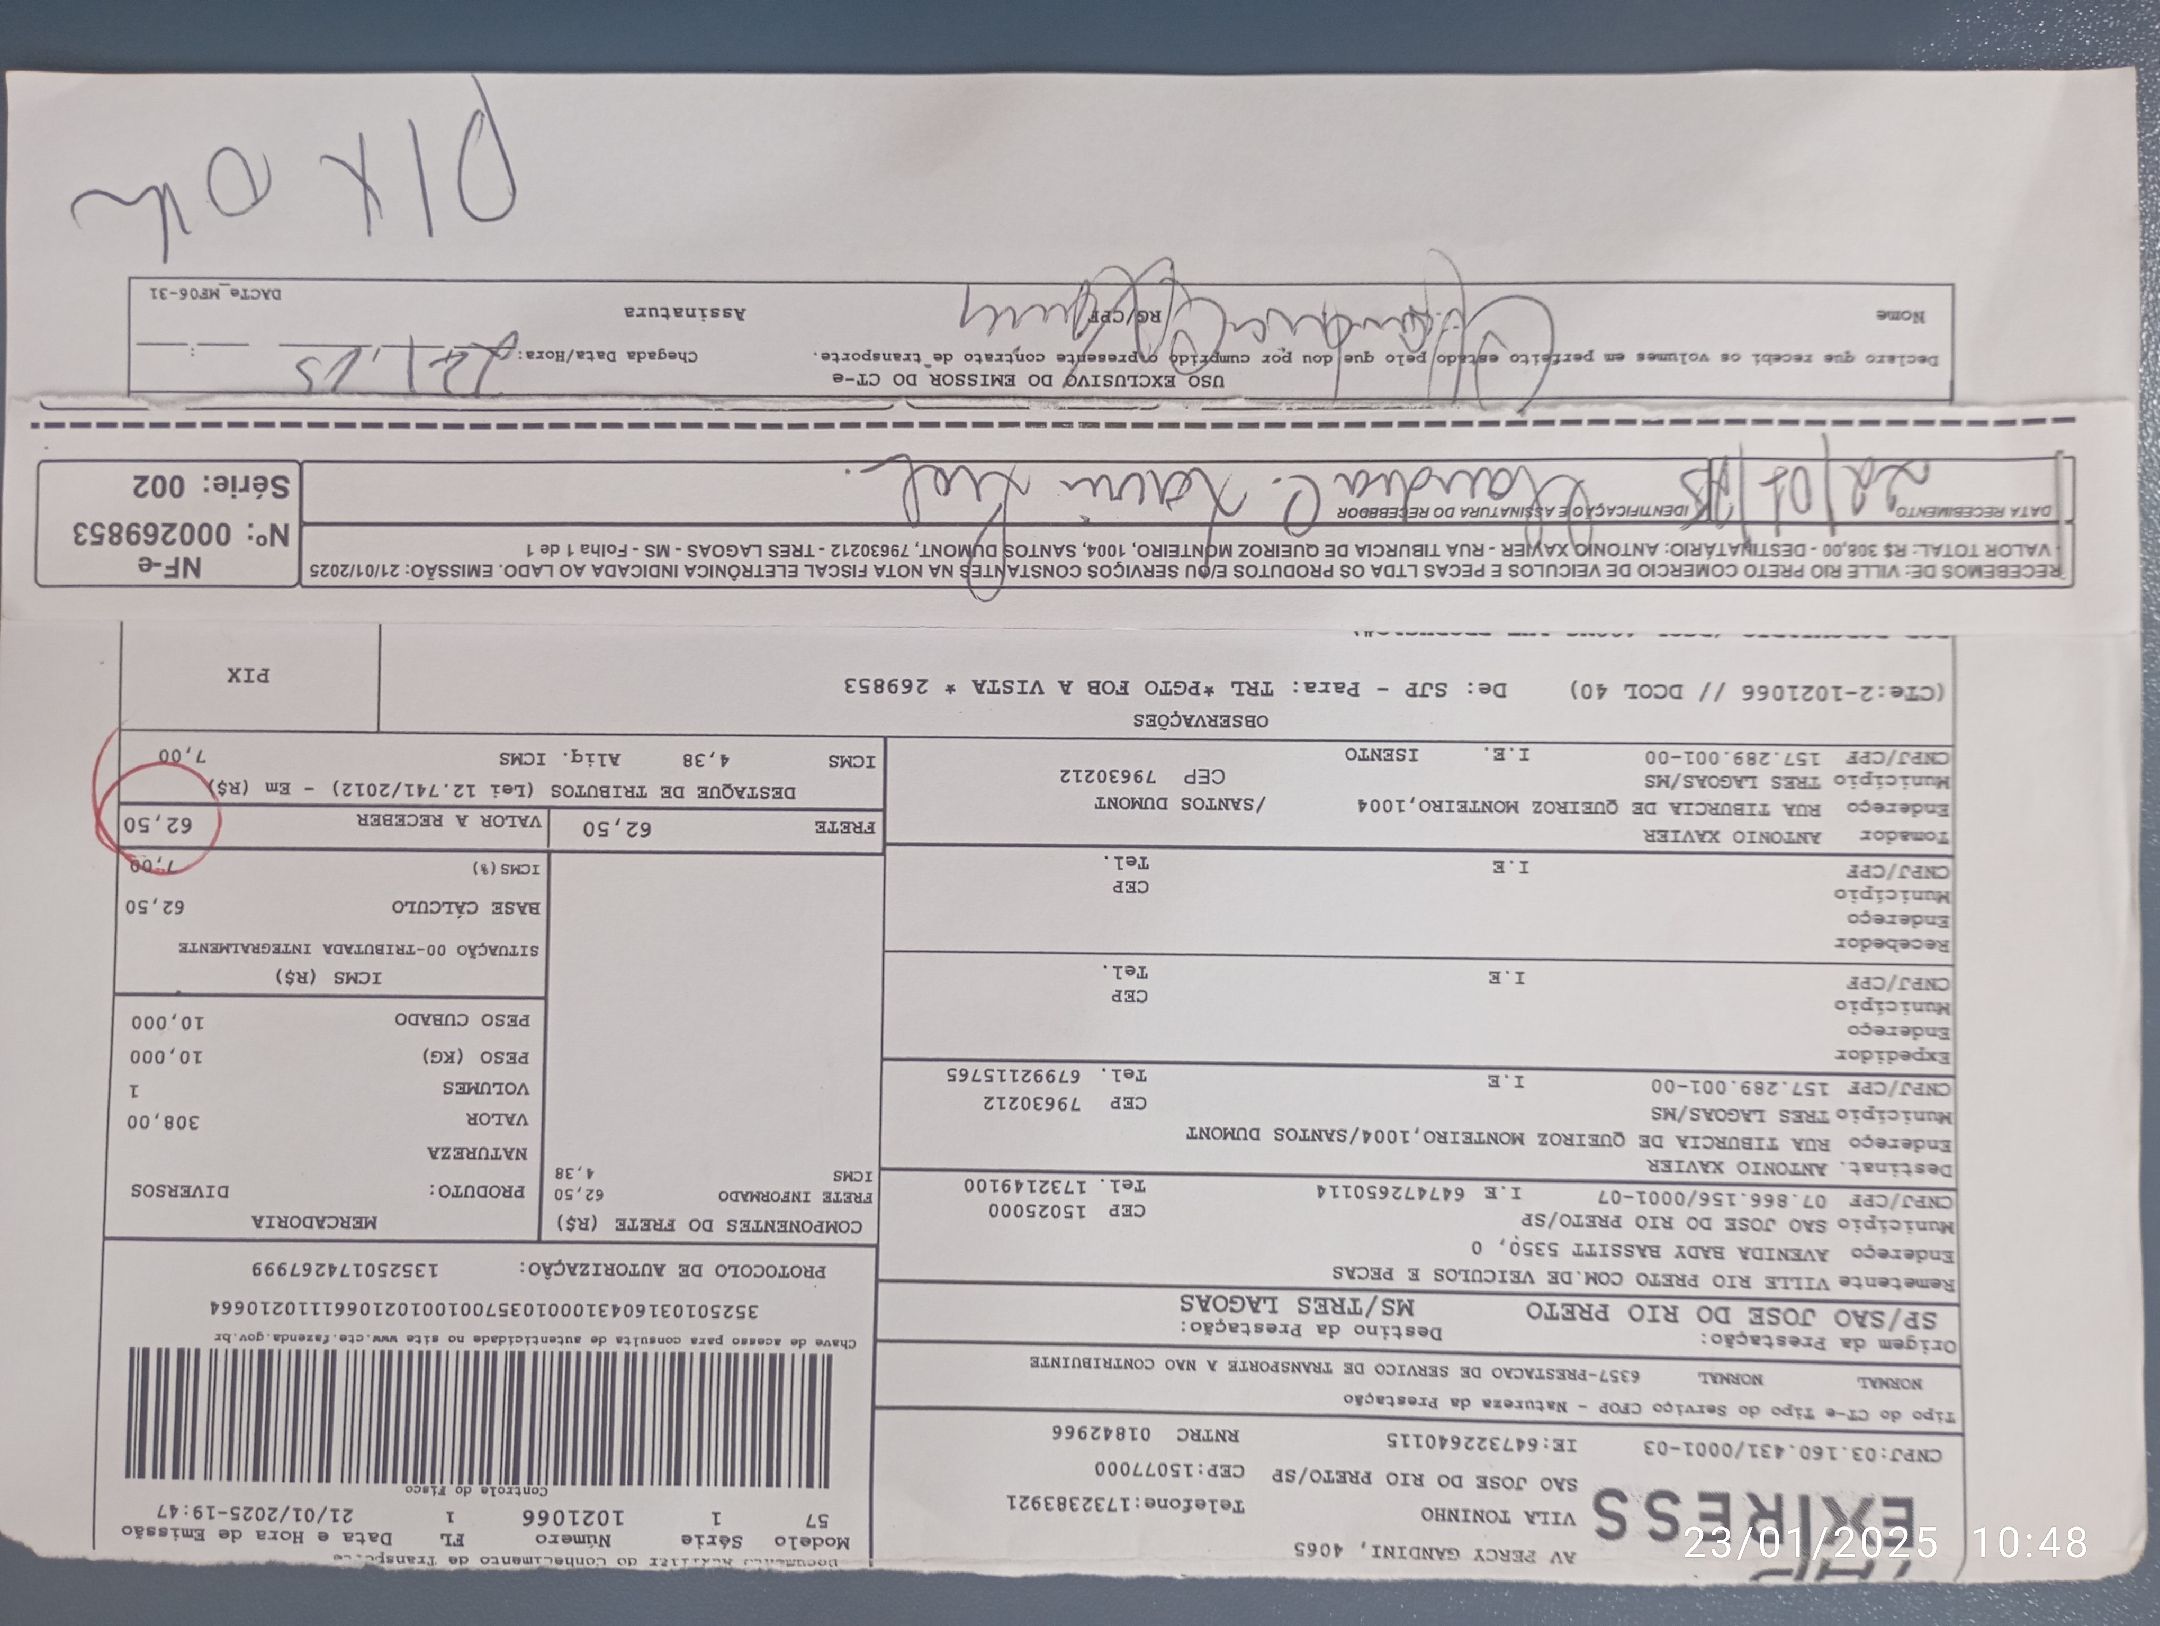 Documento Auxiliar do Conhecimento de Transporte
EXPRESS
AV PERCY GANDINI, 4065
VILA TONINHO Telefone:1732383921
SAO JOSE DO RIO PRETO/SP CEP:15077000
CNPJ:03.160.431/0001-03 IE:647322640115 RNTRC 01842966
Modelo Série Número FL Data e Hora de Emissão
57 1 1021066 1 21/01/2025-19:47
Controle do Fisco
Chave de acesso para consulta de autenticidade no site www.cte.fazenda.gov.br
35250103160431000103570010010210661110210664
PROTOCOLO DE AUTORIZAÇÃO: 135250174267999
Tipo do CT-e Tipo do Serviço CFOP - Natureza da Prestação
NORMAL NORMAL 6357-PRESTACAO DE SERVICO DE TRANSPORTE A NAO CONTRIBUINTE
Origem da Prestação: Destino da Prestação:
SP/SAO JOSE DO RIO PRETO MS/TRES LAGOAS
Remetente VILLE RIO PRETO COM.DE VEICULOS E PECAS
Endereço AVENIDA BADY BASSITT 5350, 0
Município SAO JOSE DO RIO PRETO/SP CEP 15025000
CNPJ/CPF 07.866.156/0001-07 I.E 647472650114 Tel. 1732149100
Destinat. ANTONIO XAVIER
Endereço RUA TIBURCIA DE QUEIROZ MONTEIRO,1004/SANTOS DUMONT
Município TRES LAGOAS/MS CEP 79630212
CNPJ/CPF 157.289.001-00 I.E Tel. 67992115765
Expedidor
Endereço
Município CEP
CNPJ/CPF I.E Tel.
Recebedor
Endereço
Município CEP
CNPJ/CPF I.E Tel.
Tomador ANTONIO XAVIER
Endereço RUA TIBURCIA DE QUEIROZ MONTEIRO,1004 /SANTOS DUMONT
Município TRES LAGOAS/MS CEP 79630212
CNPJ/CPF 157.289.001-00 I.E. ISENTO
COMPONENTES DO FRETE (R$)
FRETE INFORMADO 62,50
ICMS 4,38
MERCADORIA
PRODUTO: DIVERSOS
NATUREZA
VALOR 308,00
VOLUMES 1
PESO (KG) 10,000
PESO CUBADO 10,000
ICMS (R$)
SITUAÇÃO 00-TRIBUTADA INTEGRALMENTE
BASE CÁLCULO 62,50
ICMS(%) 7,00
FRETE 62,50 VALOR A RECEBER 62,50
DESTAQUE DE TRIBUTOS (Lei 12.741/2012) - Em (R$)
ICMS 4,38 Aliq. ICMS 7,00
OBSERVAÇÕES
(CTe:2-1021066 // DCOL 40) De: SJP - Para: TRL *PGTO FOB A VISTA * 269853
PIX
RECEBEMOS DE: VILLE RIO PRETO COMERCIO DE VEICULOS E PECAS LTDA OS PRODUTOS E/OU SERVIÇOS CONSTANTES NA NOTA FISCAL ELETRÔNICA INDICADA AO LADO. EMISSÃO: 21/01/2025
- VALOR TOTAL: R$ 308,00 - DESTINATÁRIO: ANTONIO XAVIER - RUA TIBURCIA DE QUEIROZ MONTEIRO, 1004, SANTOS DUMONT, 79630212 - TRES LAGOAS - MS - Folha 1 de 1
DATA RECEBIMENTO IDENTIFICAÇÃO E ASSINATURA DO RECEBEDOR
22/01/
NF-e
Nº: 000269853
Série: 002
USO EXCLUSIVO DO EMISSOR DO CT-e
Declaro que recebi os volumes em perfeito estado pelo que dou por cumprido o presente contrato de transporte.
Chegada Data/Hora:
Nome RG/CPF Assinatura
DACTe_MF06-31
PIX OK
23/01/2025 10:48